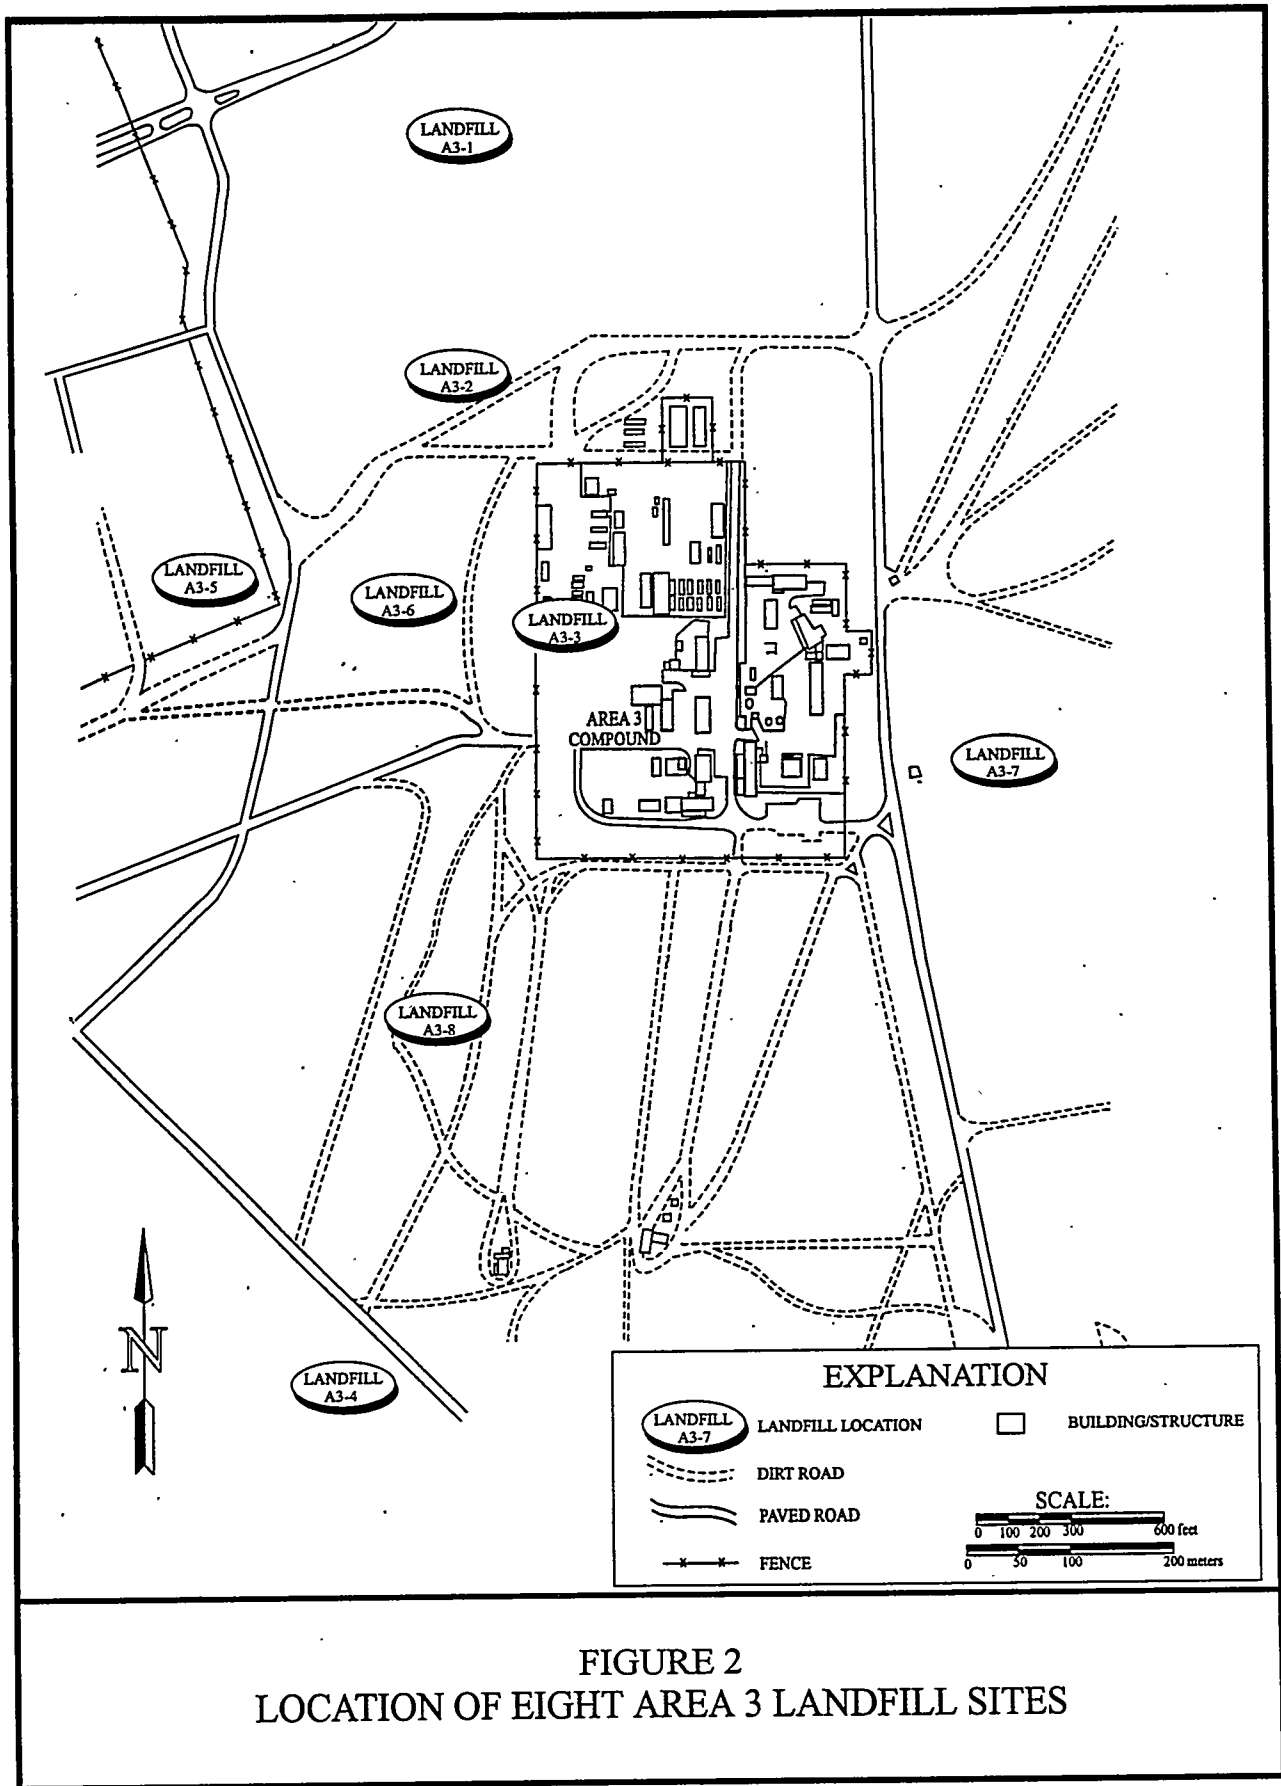 LANDFILL
A3-1
LANDFILL
A3-2
LANDFILL
A3-5
LANDFILL
A3-6
LANDFILL
A3-3
AREA 3
COMPOUND
LANDFILL
A3-7
LANDFILL
A3-8
N
LANDFILL
A3-4
EXPLANATION
LANDFILL
A3-7
LANDFILL LOCATION
BUILDING/STRUCTURE
DIRT ROAD
PAVED ROAD
FENCE
SCALE:
0 100 200 300 600 feet
0 50 100 200 meters
FIGURE 2
LOCATION OF EIGHT AREA 3 LANDFILL SITES